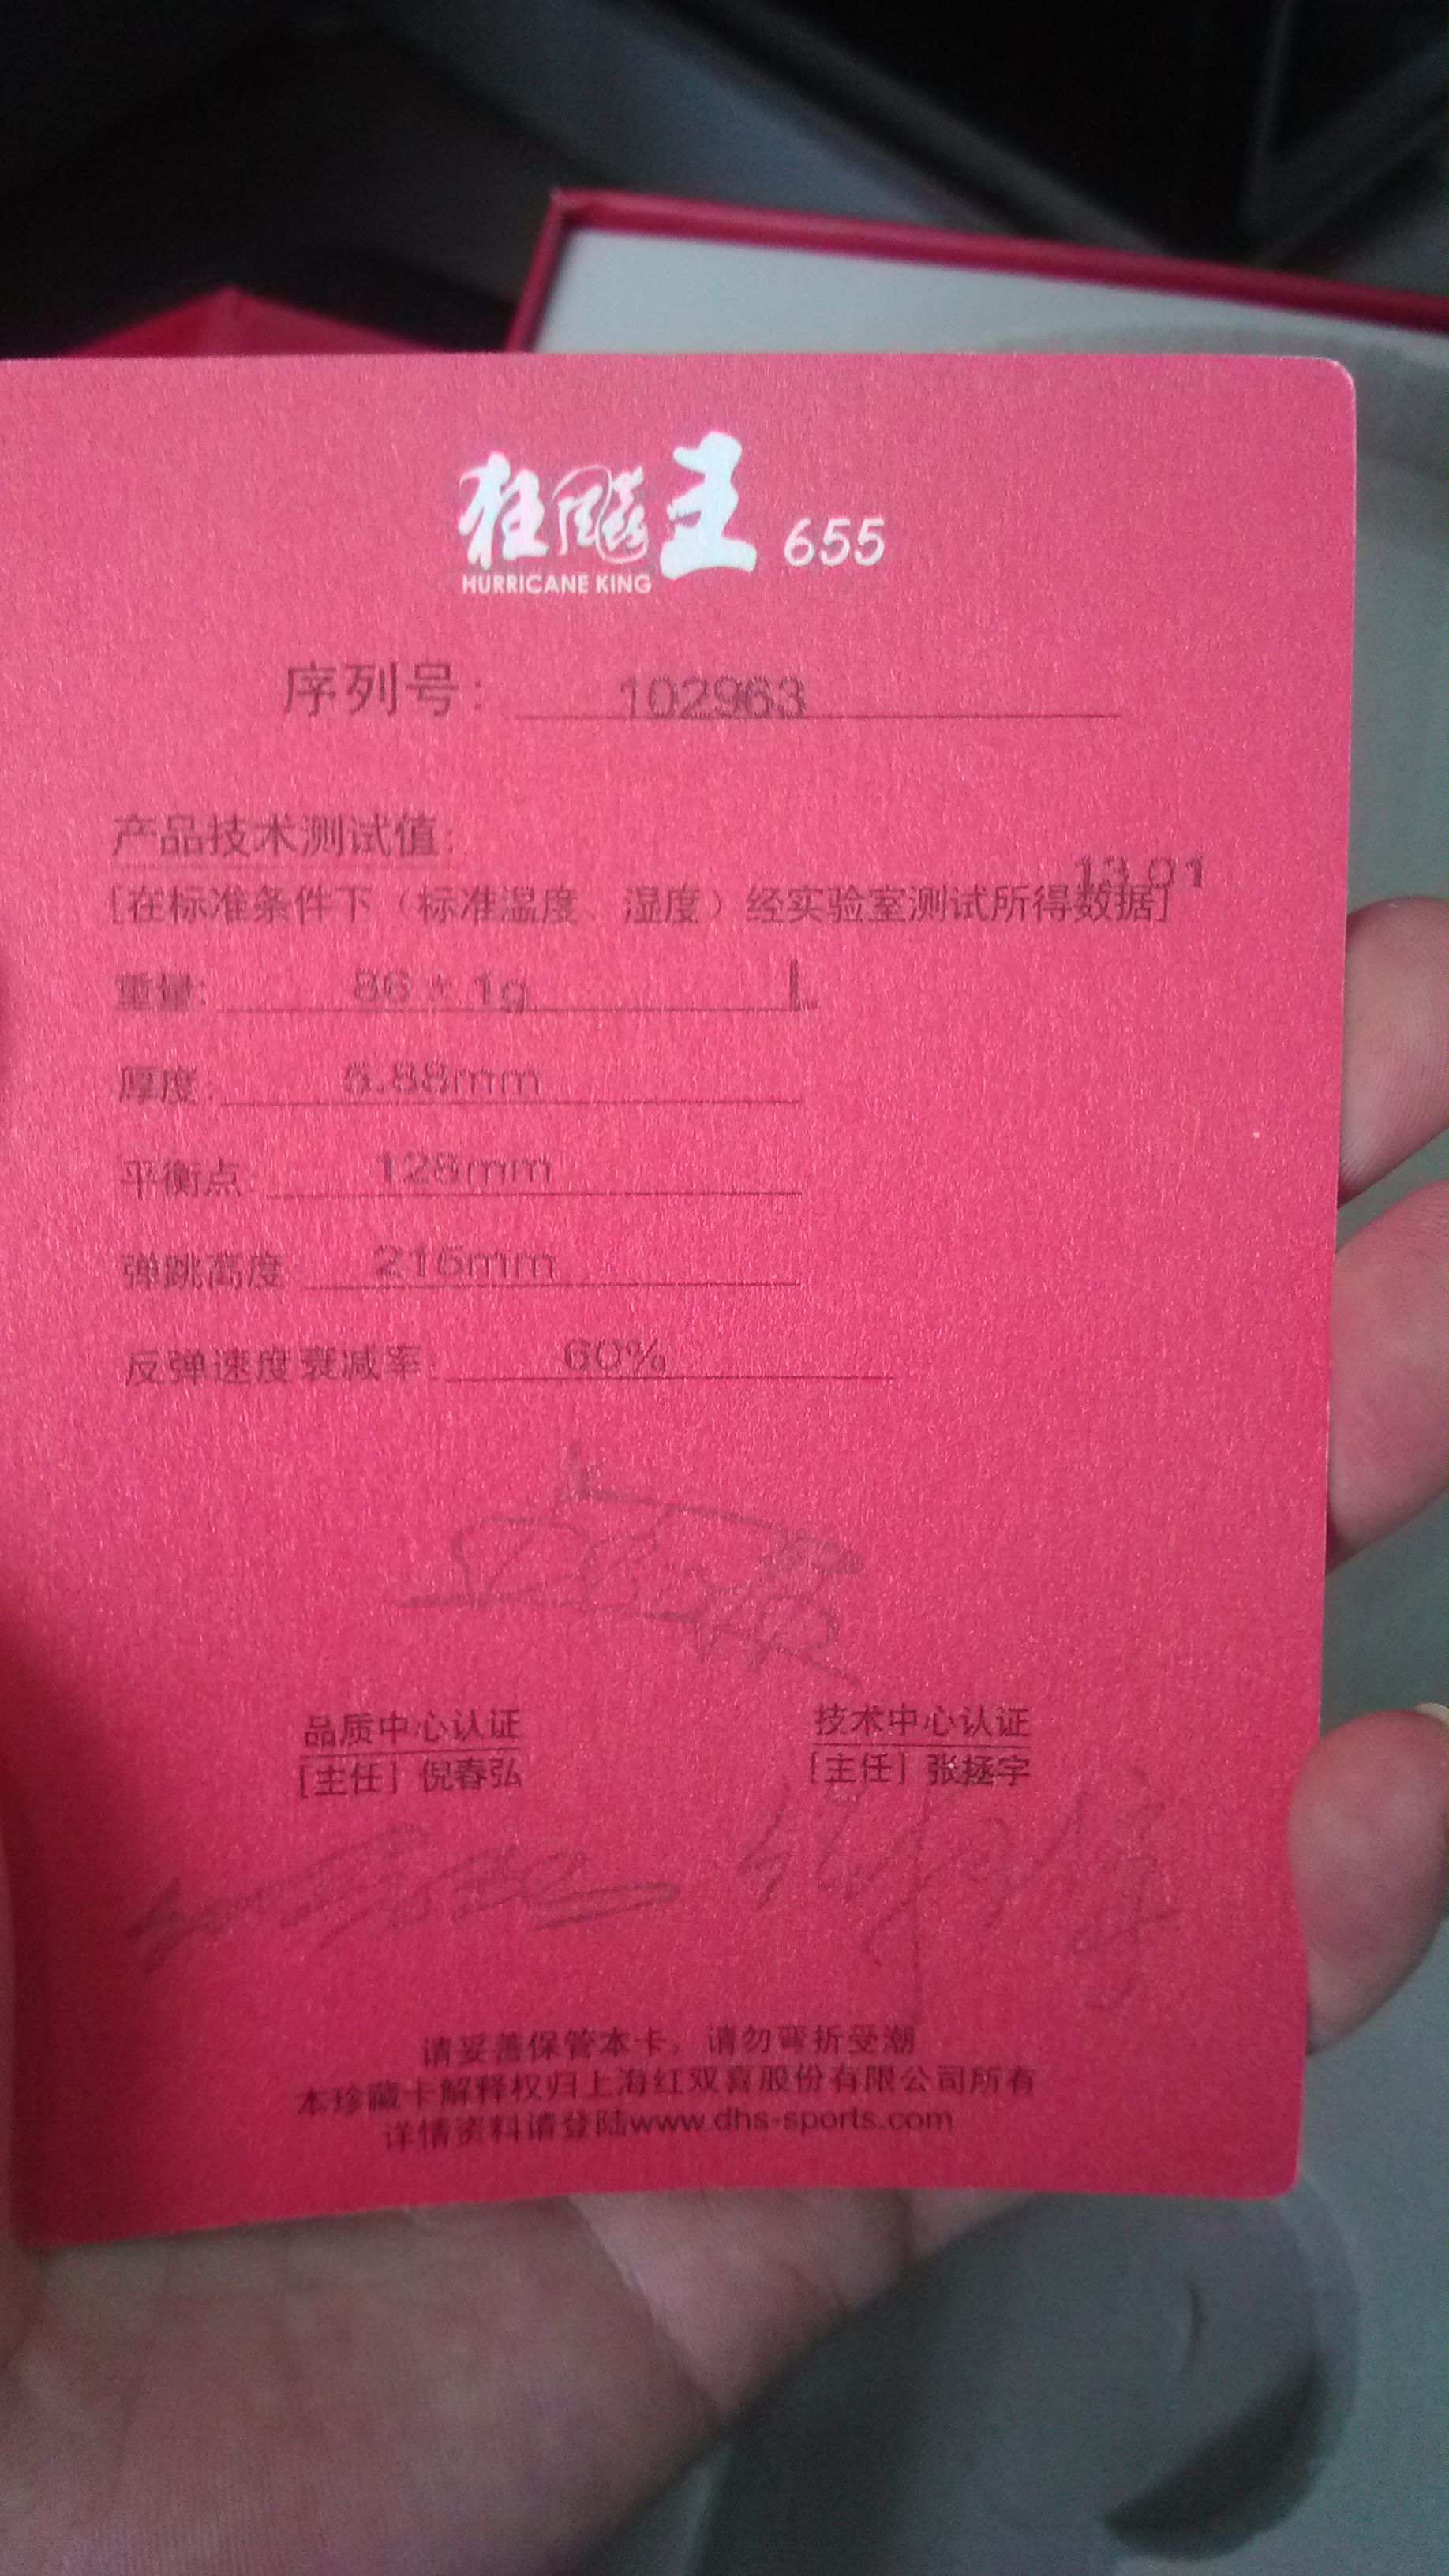 狂飚王 655
HURRICANE KING
序列号： 102963
产品技术测试值：
13.01
[在标准条件下（标准温度、湿度）经实验室测试所得数据]
重量： 86 ± 1g L
厚度： 5.88mm
平衡点 128mm
弹跳高度 215mm
反弹速度衰减率： 60%
品质中心认证 技术中心认证
[主任] 倪春弘 [主任] 张拯宇
请妥善保管本卡，请勿弯折受潮
本珍藏卡解释权归上海红双喜股份有限公司所有
详情资料请登陆www.dhs-sports.com